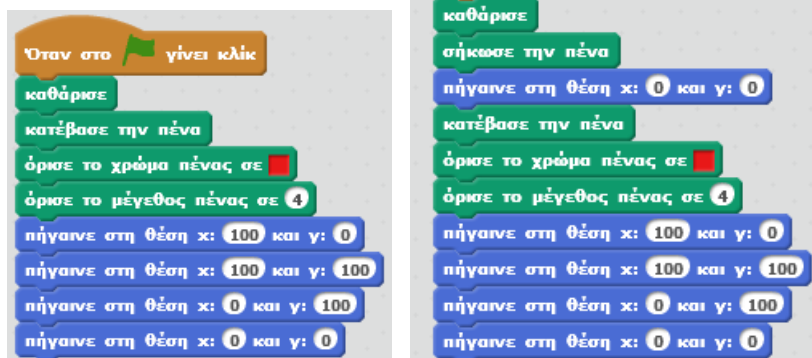 Όταν στο γίνει κλίκ
καθάρισε
κατέβασε την πένα
όρισε το χρώμα πένας σε
όρισε το μέγεθος πένας σε 4
πήγαινε στη θέση x: 100 και y: 0
πήγαινε στη θέση x: 100 και y: 100
πήγαινε στη θέση x: 0 και y: 100
πήγαινε στη θέση x: 0 και y: 0
καθάρισε
σήκωσε την πένα
πήγαινε στη θέση x: 0 και y: 0
κατέβασε την πένα
όρισε το χρώμα πένας σε
όρισε το μέγεθος πένας σε 4
πήγαινε στη θέση x: 100 και y: 0
πήγαινε στη θέση x: 100 και y: 100
πήγαινε στη θέση x: 0 και y: 100
πήγαινε στη θέση x: 0 και y: 0